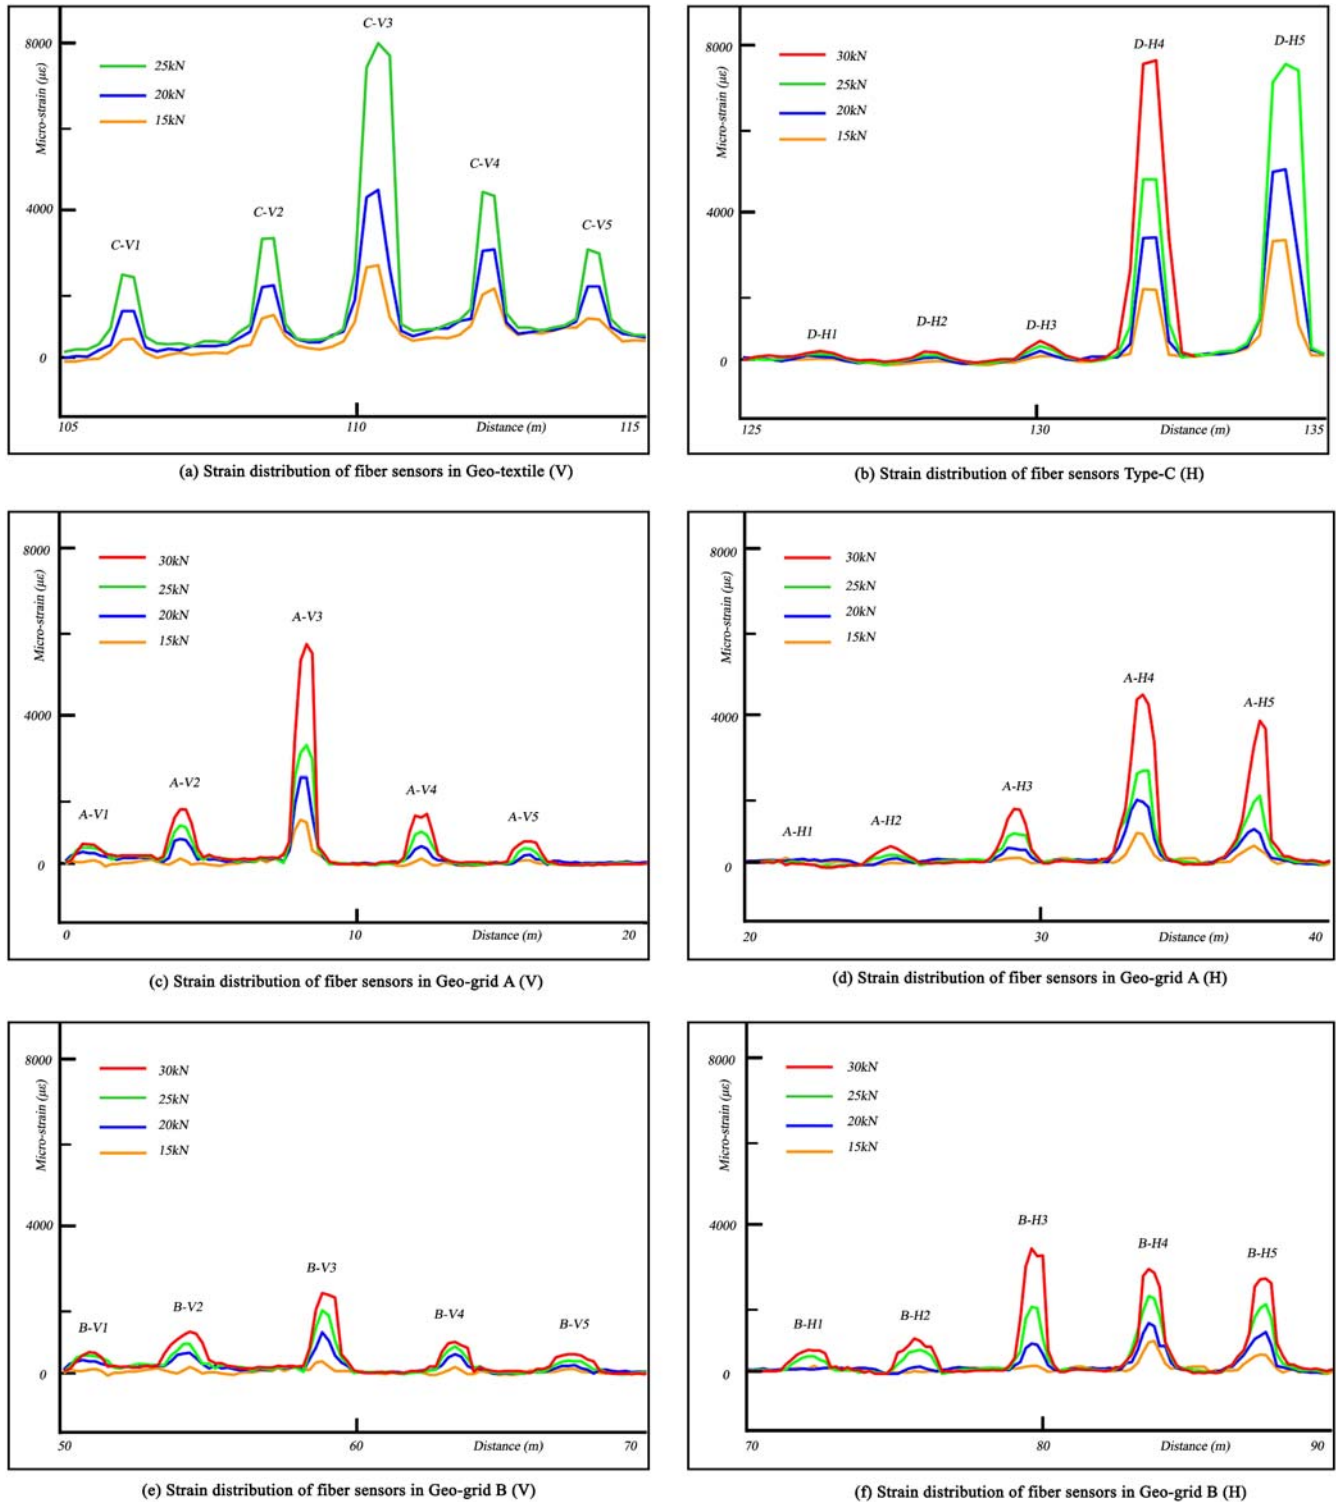 C-V3
8000
25kN
20kN
15kN
Micro-strain (με)
C-V4
4000
C-V2
C-V5
C-V1
0
105
110
Distance (m)
115
(a) Strain distribution of fiber sensors in Geo-textile (V)
8000
D-H4
D-H5
30kN
25kN
20kN
15kN
Micro-strain (με)
4000
D-H1
D-H2
D-H3
0
125
130
Distance (m)
135
(b) Strain distribution of fiber sensors Type-C (H)
8000
30kN
25kN
20kN
15kN
Micro-strain (με)
A-V3
4000
A-V1
A-V2
A-V4
A-V5
0
0
10
Distance (m)
20
(c) Strain distribution of fiber sensors in Geo-grid A (V)
8000
30kN
25kN
20kN
15kN
Micro-strain (με)
A-H4
A-H5
4000
A-H3
A-H1
A-H2
0
20
30
Distance (m)
40
(d) Strain distribution of fiber sensors in Geo-grid A (H)
8000
30kN
25kN
20kN
15kN
Micro-strain (με)
4000
B-V3
B-V1
B-V2
B-V4
B-V5
0
50
60
Distance (m)
70
(e) Strain distribution of fiber sensors in Geo-grid B (V)
8000
30kN
25kN
20kN
15kN
Micro-strain (με)
4000
B-H3
B-H4
B-H5
B-H1
B-H2
0
70
80
Distance (m)
90
(f) Strain distribution of fiber sensors in Geo-grid B (H)